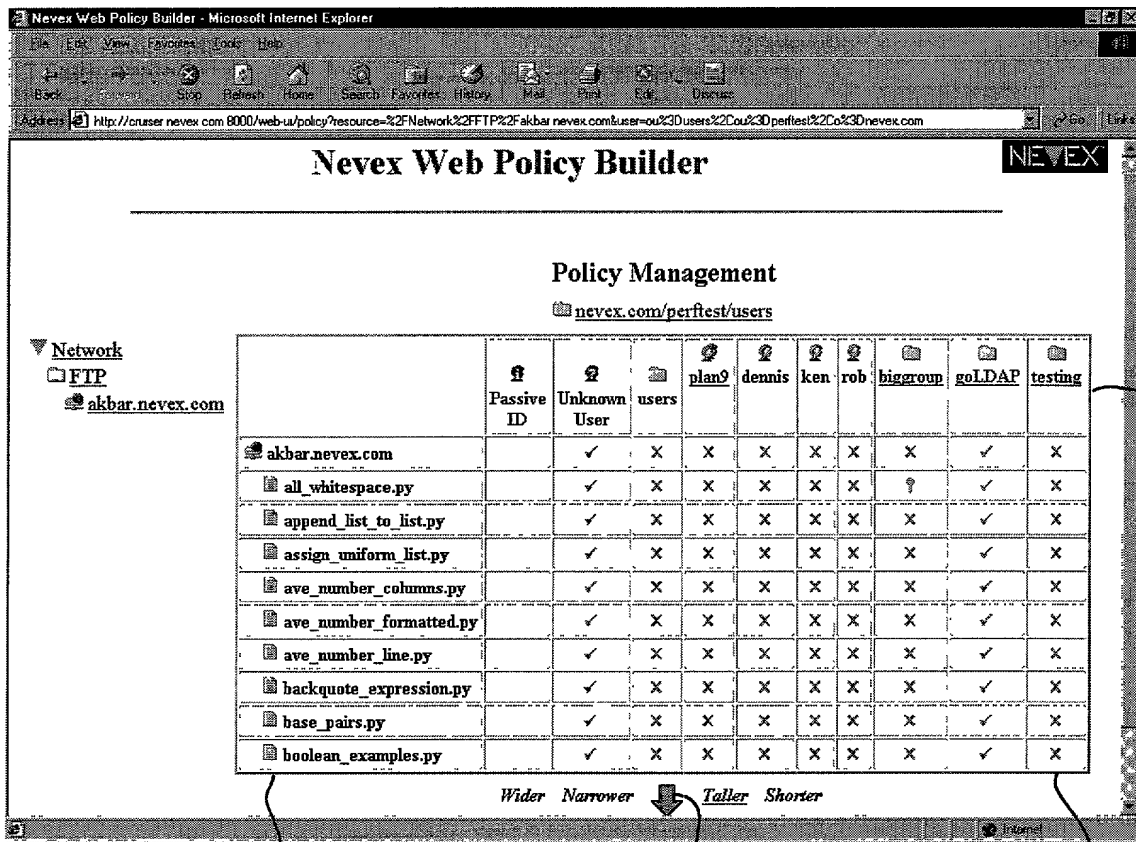 Nevex Web Policy Builder - Microsoft Internet Explorer
File Edit View Favorites Tools Help
Back Forward Stop Refresh Home Search Favorites History Mail Print Edit Discuss
Address http://cruiser nevex com 8000/web-ui/policy?resource=%2FNetwork%2FFTP%2Fakbar nevex.com&user=ou%3Dusers%2Cou%3Dperftest%2Co%3Dnevex.com Go Links
Nevex Web Policy Builder
NEVEX
Policy Management
nevex.com/perftest/users
Network
FTP
akbar.nevex.com
Passive ID Unknown User users plan9 dennis ken rob biggroup goLDAP testing
akbar.nevex.com ✓ X X X X X X ✓ X
all_whitespace.py ✓ X X X X X ✓ X
append_list_to_list.py ✓ X X X X X X ✓ X
assign_uniform_list.py ✓ X X X X X X ✓ X
ave_number_columns.py ✓ X X X X X X ✓ X
ave_number_formatted.py ✓ X X X X X X ✓ X
ave_number_line.py ✓ X X X X X X ✓ X
backquote_expression.py ✓ X X X X X X ✓ X
base_pairs.py ✓ X X X X X X ✓ X
boolean_examples.py ✓ X X X X X X ✓ X
Wider Narrower Taller Shorter
Internet